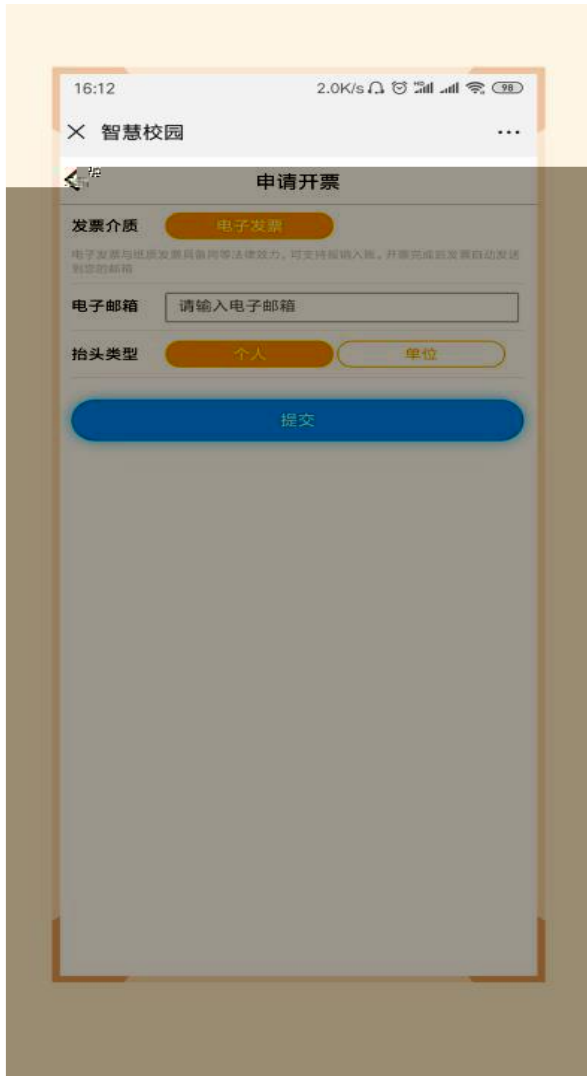 16:12 2.0K/s HD 98
智慧校园
申请开票
发票介质 电子发票
电子发票与纸质发票具备同等法律效力，可支持报销入账。开票完成后发票自动发送
到您的邮箱
电子邮箱 请输入电子邮箱
抬头类型 个人 单位
提交